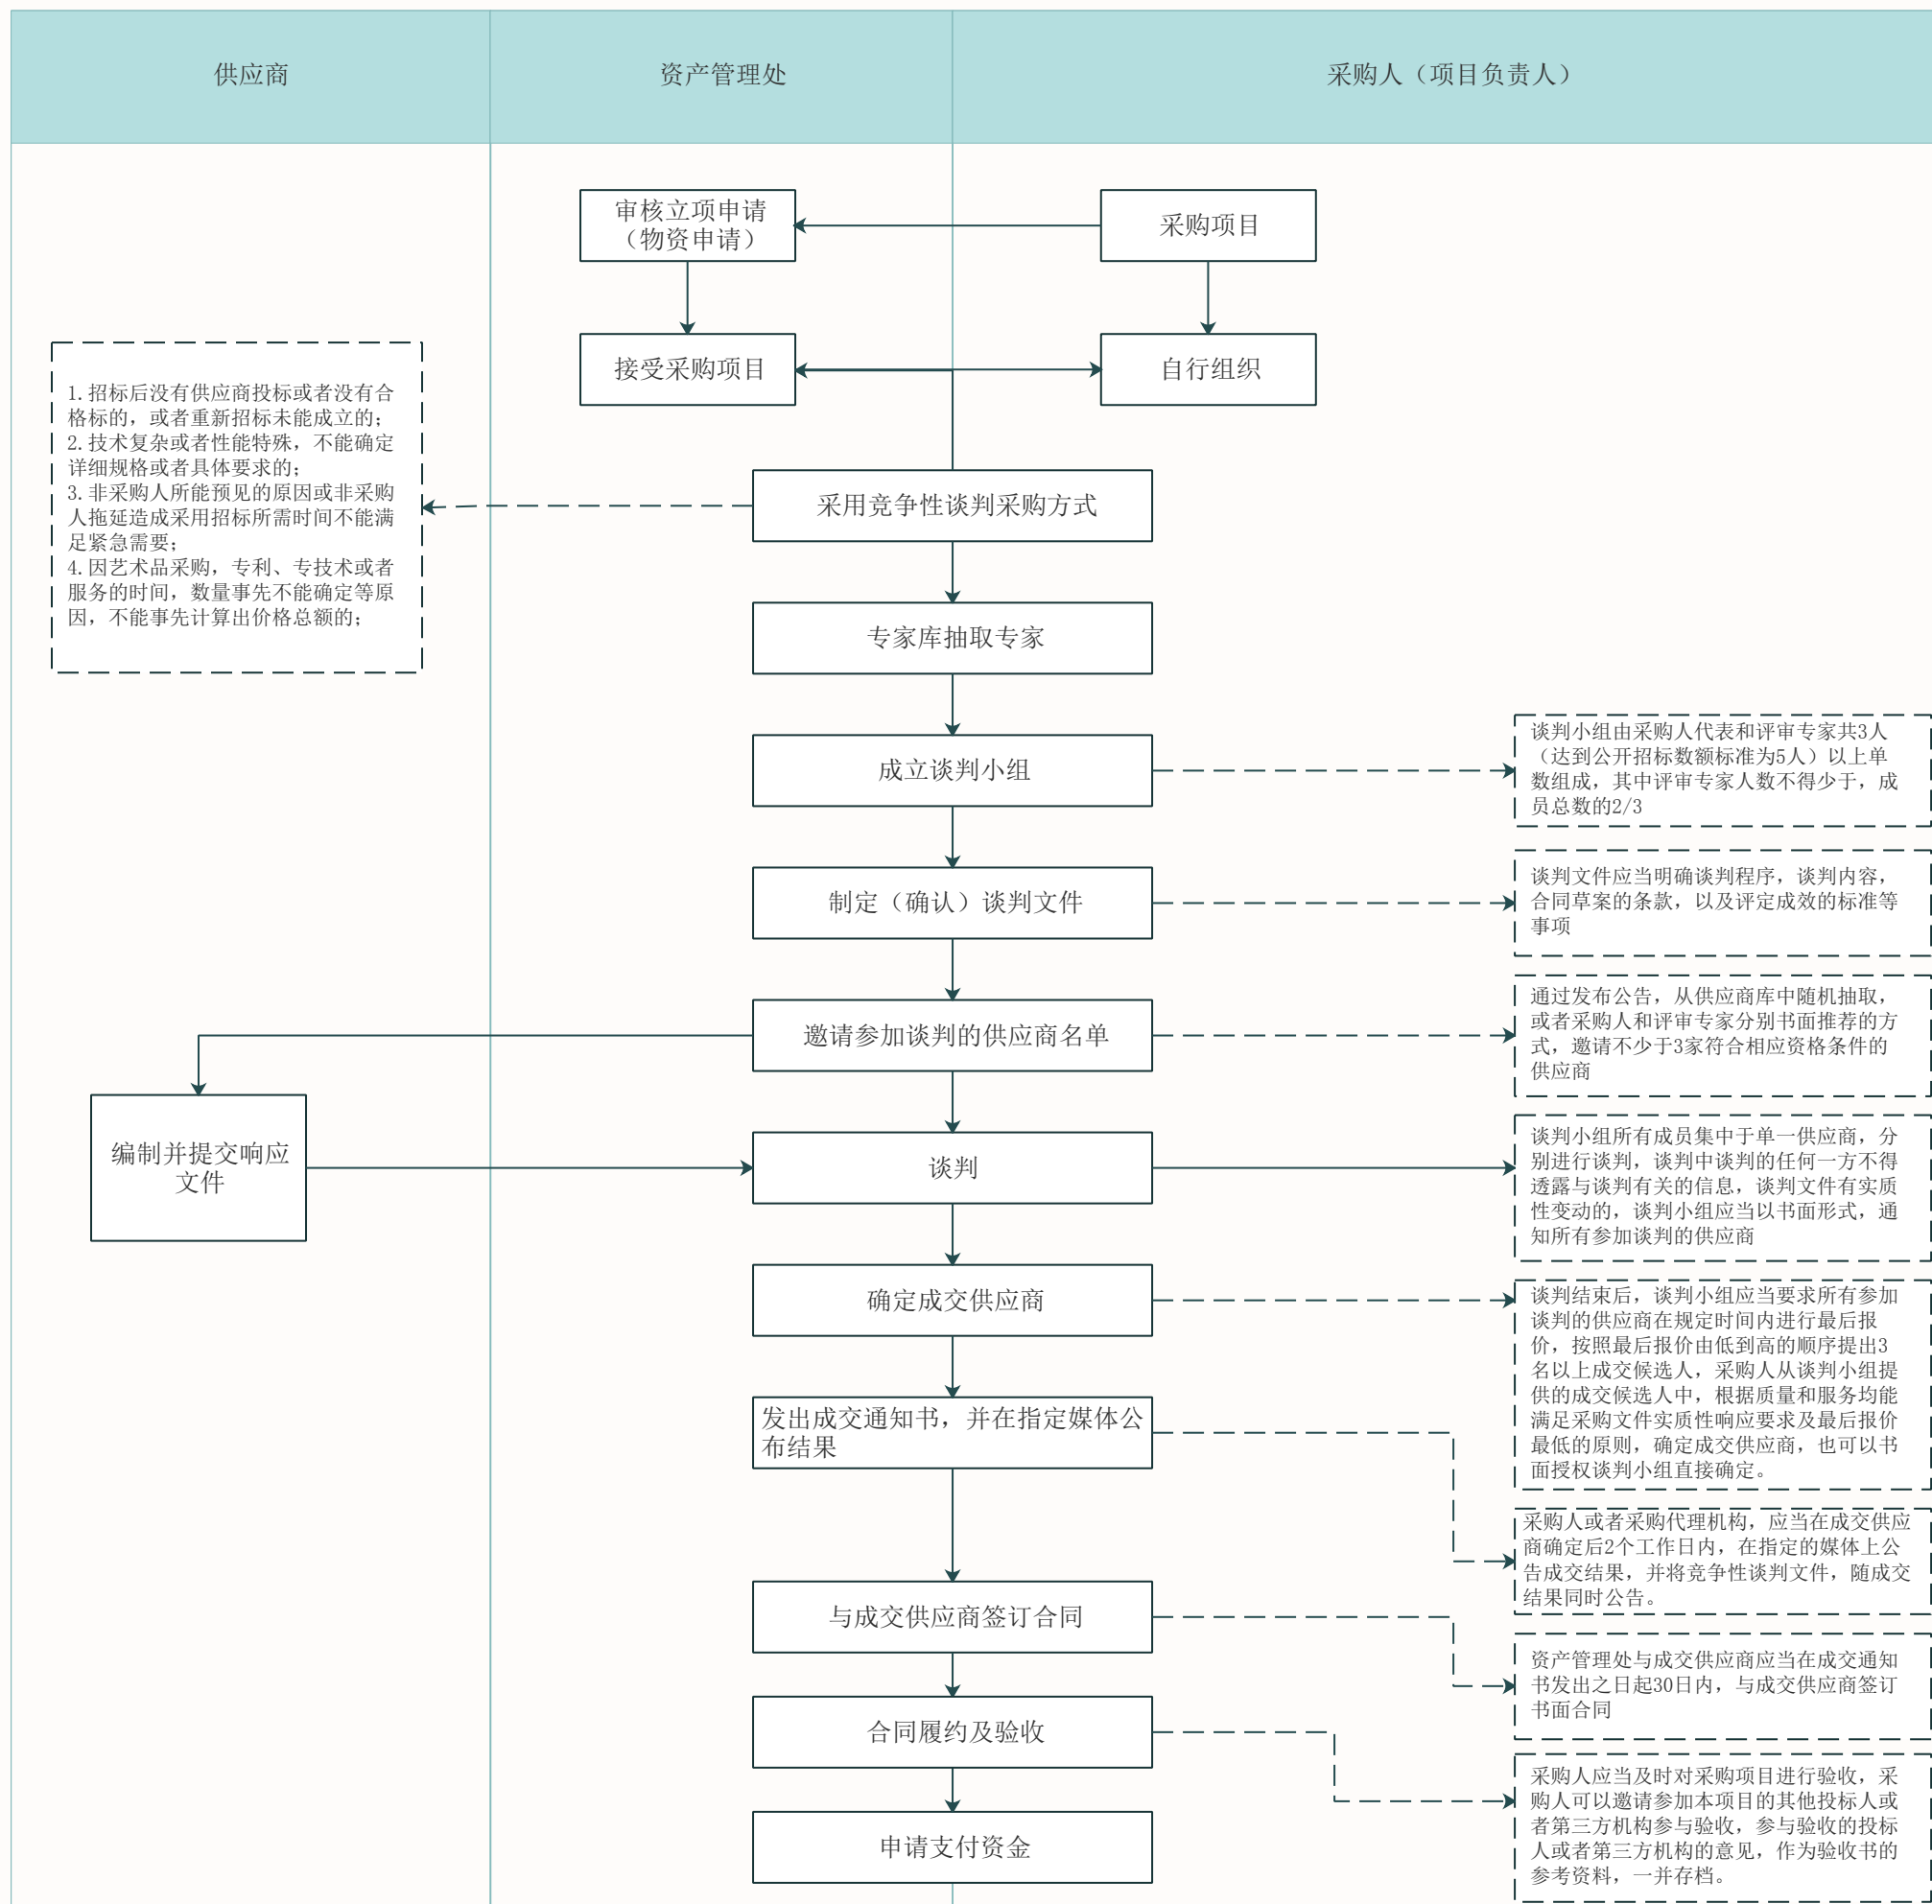 供应商
资产管理处
采购人（项目负责人）
审核立项申请
（物资申请）
采购项目
接受采购项目
自行组织
1.招标后没有供应商投标或者没有合
格标的，或者重新招标未能成立的；
2.技术复杂或者性能特殊，不能确定
详细规格或者具体要求的；
3.非采购人所能预见的原因或非采购
人拖延造成采用招标所需时间不能满
足紧急需要；
4.因艺术品采购，专利、专技术或者
服务的时间，数量事先不能确定等原
因，不能事先计算出价格总额的；
采用竞争性谈判采购方式
专家库抽取专家
成立谈判小组
谈判小组由采购人代表和评审专家共3人
（达到公开招标数额标准为5人）以上单
数组成，其中评审专家人数不得少于，成
员总数的2/3
制定（确认）谈判文件
谈判文件应当明确谈判程序，谈判内容，
合同草案的条款，以及评定成效的标准等
事项
邀请参加谈判的供应商名单
通过发布公告，从供应商库中随机抽取，
或者采购人和评审专家分别书面推荐的方
式，邀请不少于3家符合相应资格条件的
供应商
编制并提交响应
文件
谈判
谈判小组所有成员集中于单一供应商，分
别进行谈判，谈判中谈判的任何一方不得
透露与谈判有关的信息，谈判文件有实质
性变动的，谈判小组应当以书面形式，通
知所有参加谈判的供应商
确定成交供应商
谈判结束后，谈判小组应当要求所有参加
谈判的供应商在规定时间内进行最后报
价，按照最后报价由低到高的顺序提出3
名以上成交候选人，采购人从谈判小组提
供的成交候选人中，根据质量和服务均能
满足采购文件实质性响应要求及最后报价
最低的原则，确定成交供应商，也可以书
面授权谈判小组直接确定。
发出成交通知书，并在指定媒体公
布结果
采购人或者采购代理机构，应当在成交供应
商确定后2个工作日内，在指定的媒体上公
告成交结果，并将竞争性谈判文件，随成交
结果同时公告。
与成交供应商签订合同
资产管理处与成交供应商应当在成交通知
书发出之日起30日内，与成交供应商签订
书面合同
合同履约及验收
采购人应当及时对采购项目进行验收，采
购人可以邀请参加本项目的其他投标人或
者第三方机构参与验收，参与验收的投标
人或者第三方机构的意见，作为验收书的
参考资料，一并存档。
申请支付资金